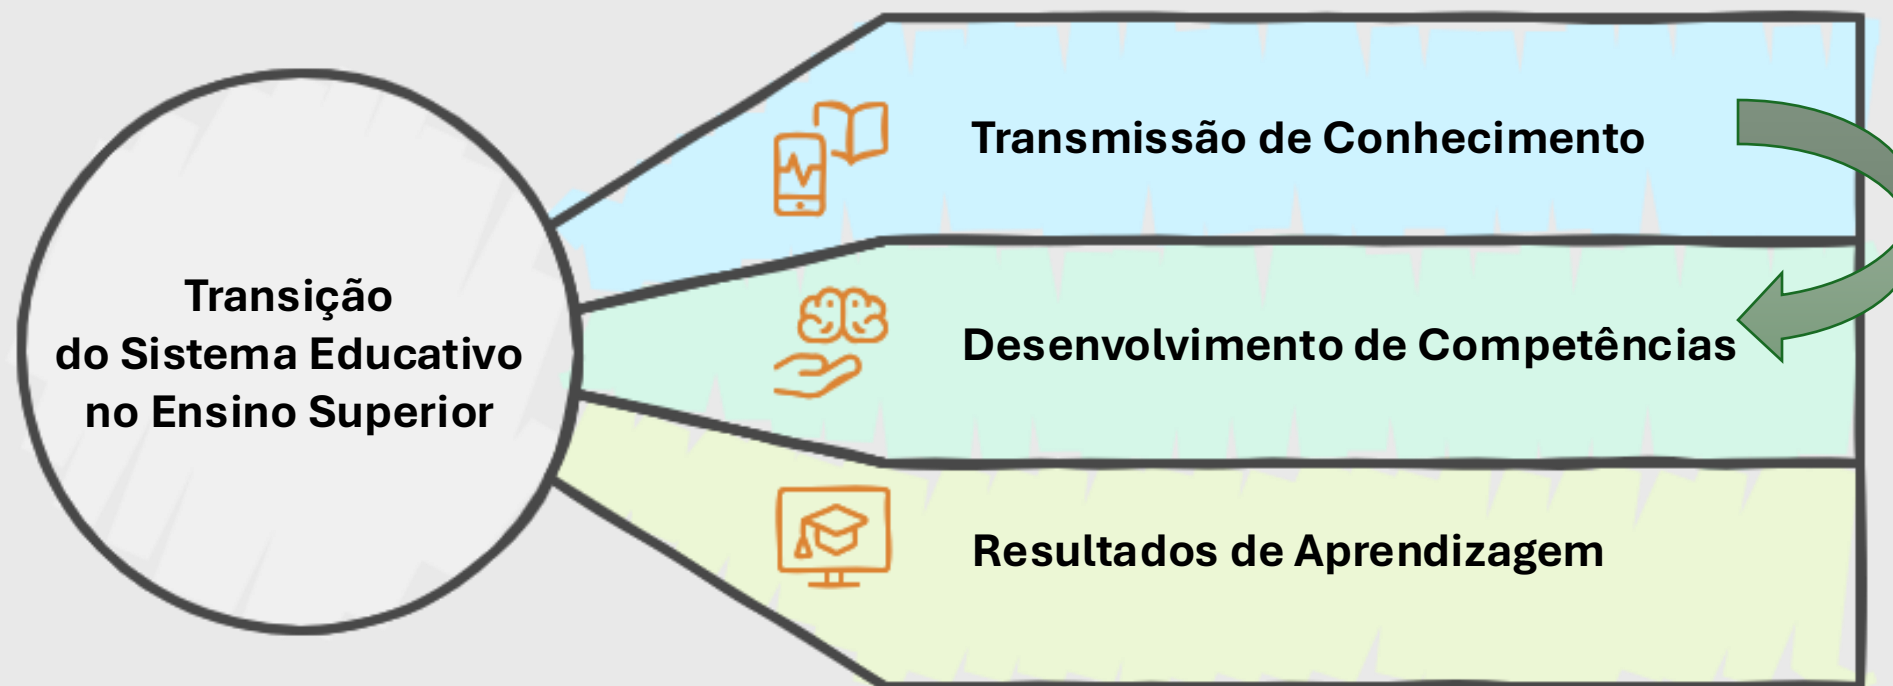 Transição
do Sistema Educativo
no Ensino Superior
Transmissão de Conhecimento
Desenvolvimento de Competências
Resultados de Aprendizagem